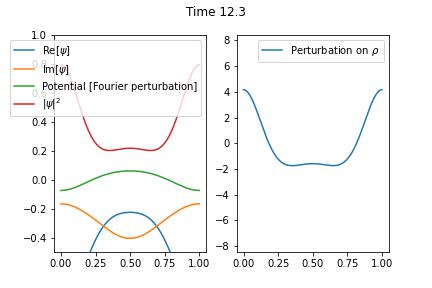 Time 12.3
1.0
0.8
0.6
0.4
0.2
0.0
−0.2
−0.4
Re[ψ]
Im[ψ]
Potential [Fourier perturbation]
|ψ|²
0.00 0.25 0.50 0.75 1.00
8
6
4
2
0
−2
−4
−6
−8
Perturbation on ρ
0.00 0.25 0.50 0.75 1.00